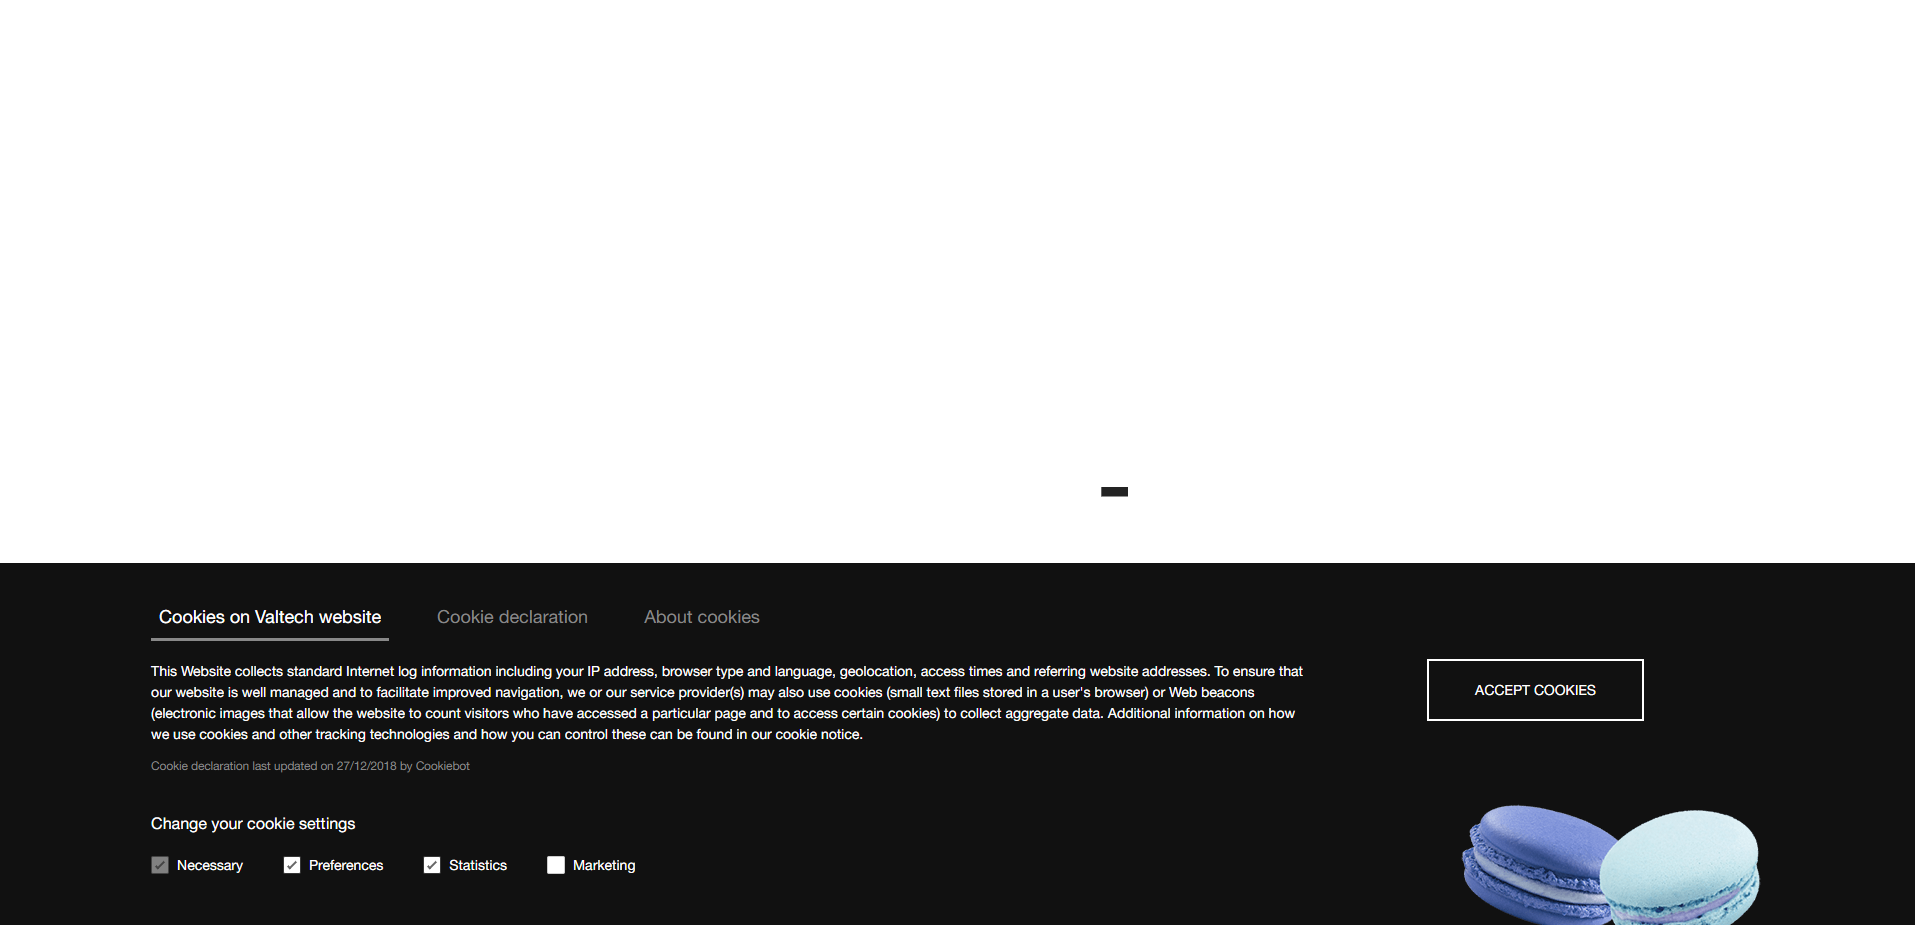 Cookies on Valtech website Cookie declaration About cookies
This Website collects standard Internet log information including your IP address, browser type and language, geolocation, access times and referring website addresses. To ensure that
our website is well managed and to facilitate improved navigation, we or our service provider(s) may also use cookies (small text files stored in a user's browser) or Web beacons
(electronic images that allow the website to count visitors who have accessed a particular page and to access certain cookies) to collect aggregate data. Additional information on how
we use cookies and other tracking technologies and how you can control these can be found in our cookie notice.
Cookie declaration last updated on 27/12/2018 by Cookiebot
ACCEPT COOKIES
Change your cookie settings
Necessary Preferences Statistics Marketing